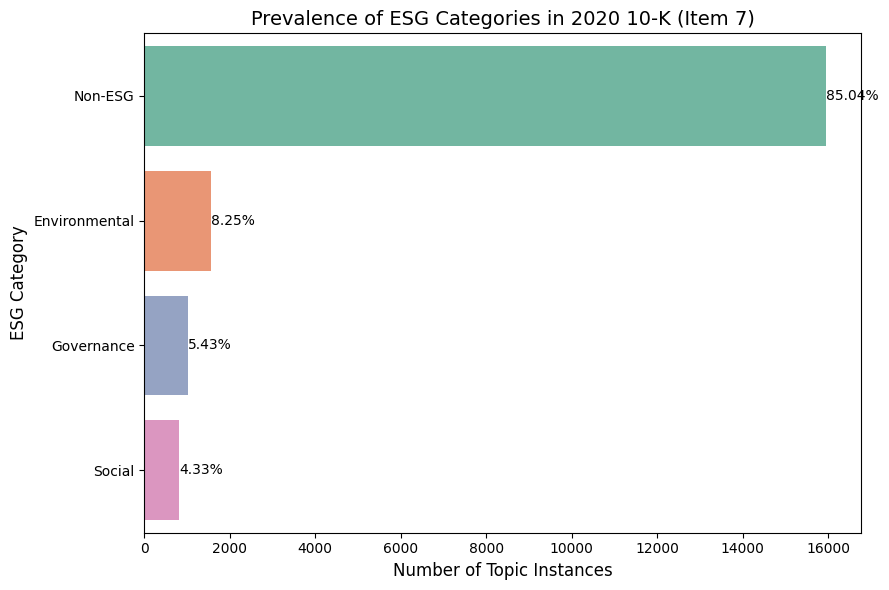 Prevalence of ESG Categories in 2020 10-K (Item 7)
ESG Category
Non-ESG
85.04%
Environmental
8.25%
Governance
5.43%
Social
4.33%
0 2000 4000 6000 8000 10000 12000 14000 16000
Number of Topic Instances